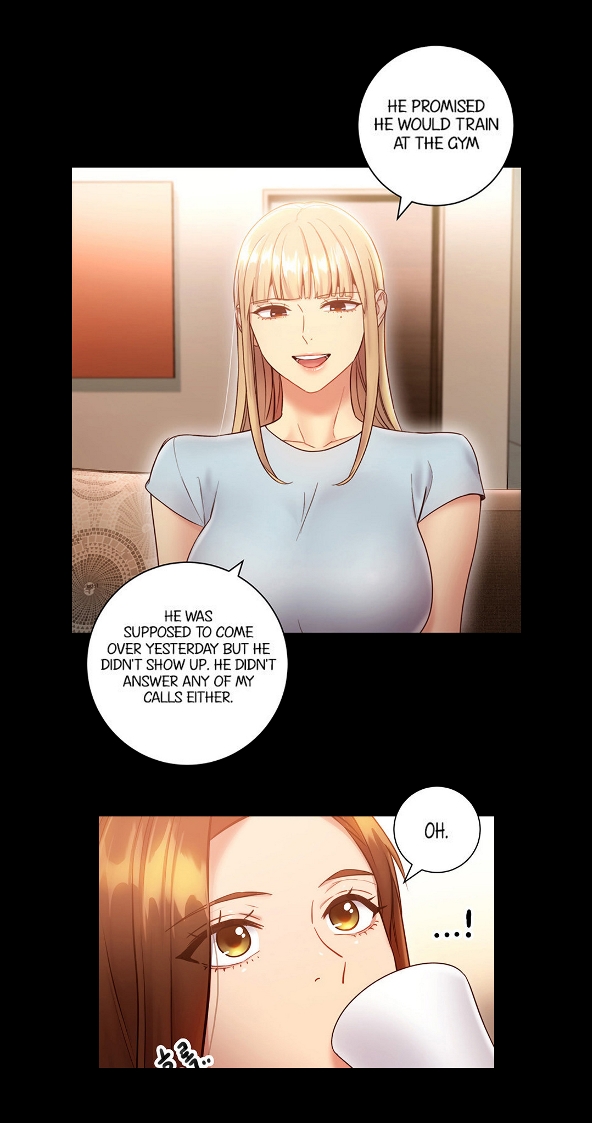 HE PROMISED
HE WOULD TRAIN
AT THE GYM
HE WAS
SUPPOSED TO COME
OVER YESTERDAY BUT HE
DIDN'T SHOW UP. HE DIDN'T
ANSWER ANY OF MY
CALLS EITHER.
OH.
...!